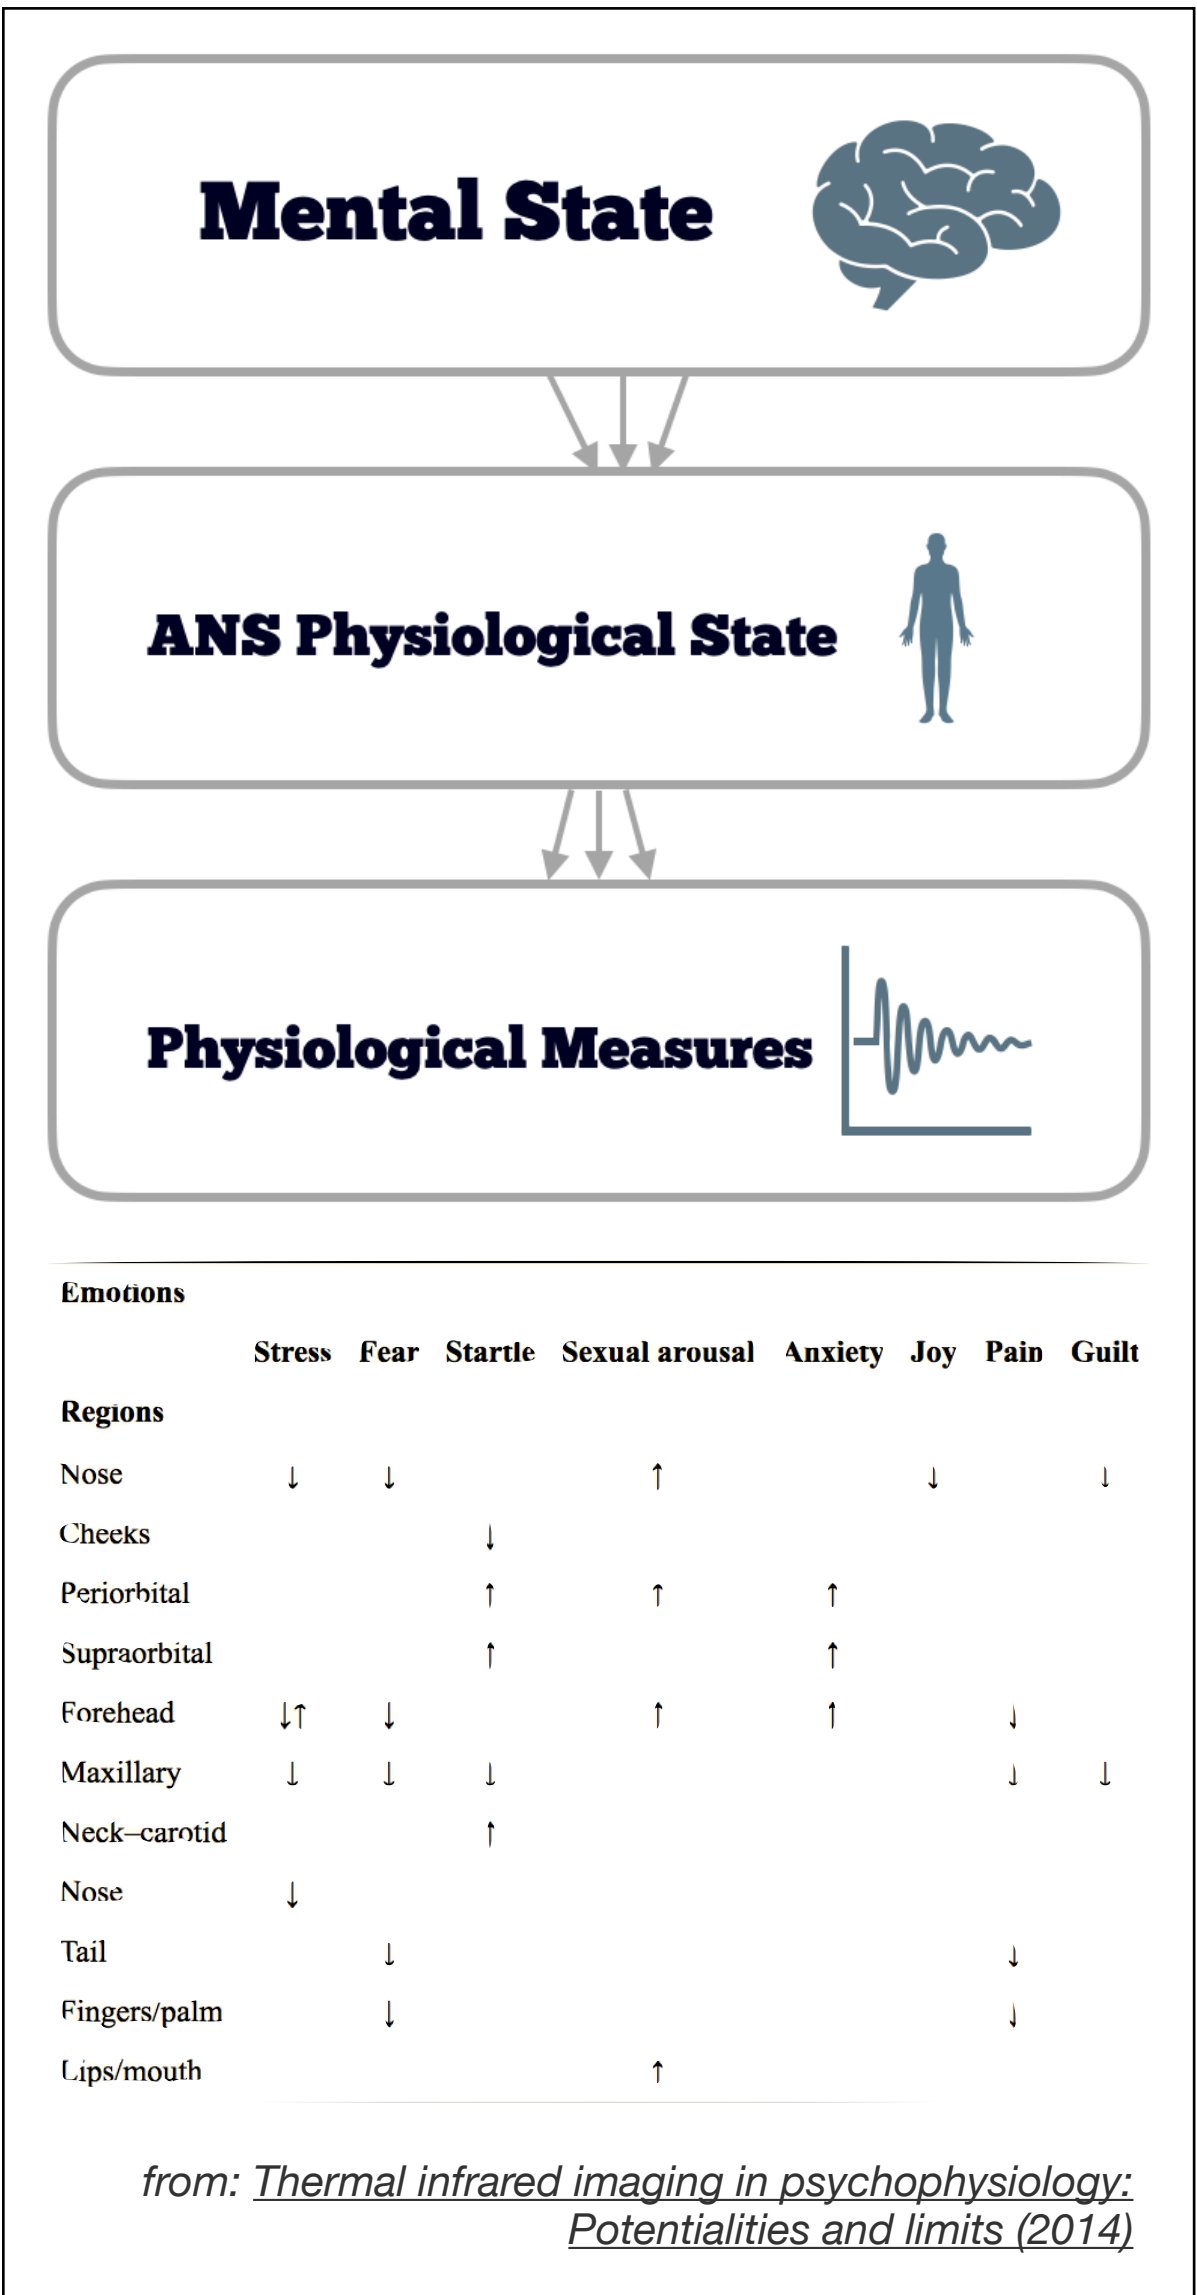 Mental State
ANS Physiological State
Physiological Measures
Emotions
Stress Fear Startle Sexual arousal Anxiety Joy Pain Guilt
Regions
Nose ↓ ↓ ↑ ↓ ↓
Cheeks ↓
Periorbital ↑ ↑ ↑
Supraorbital ↑ ↑
Forehead ↓↑ ↓ ↑ ↑ ↓
Maxillary ↓ ↓ ↓ ↓ ↓
Neck–carotid ↑
Nose ↓
Tail ↓ ↓
Fingers/palm ↓ ↓
Lips/mouth ↑
from: Thermal infrared imaging in psychophysiology:
Potentialities and limits (2014)